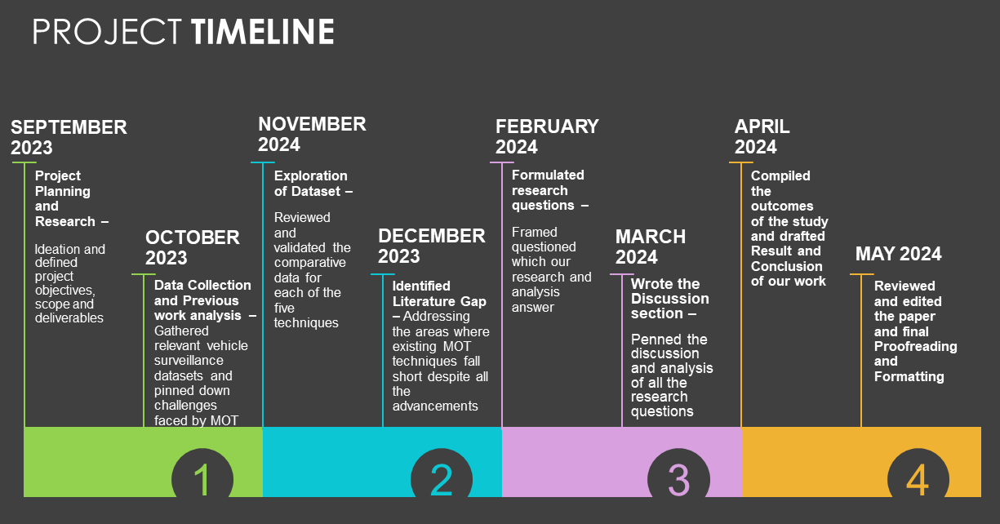 PROJECT TIMELINE
SEPTEMBER
2023
Project
Planning
and
Research –
Ideation and
defined
project
objectives,
scope and
deliverables
OCTOBER
2023
Data Collection
and Previous
work analysis –
Gathered
relevant vehicle
surveillance
datasets and
pinned down
challenges
faced by MOT
NOVEMBER
2024
Exploration
of Dataset –
Reviewed
and
validated the
comparative
data for
each of the
five
techniques
DECEMBER
2023
Identified
Literature Gap
– Addressing
the areas where
existing MOT
techniques fall
short despite all
the
advancements
FEBRUARY
2024
Formulated
research
questions –
Framed
questioned
which our
research and
analysis
answer
MARCH
2024
Wrote the
Discussion
section –
Penned the
discussion
and analysis
of all the
research
questions
APRIL
2024
Compiled
the
outcomes
of the study
and drafted
Result and
Conclusion
of our work
MAY 2024
Reviewed
and edited
the paper
and final
Proofreading
and
Formatting
1
2
3
4